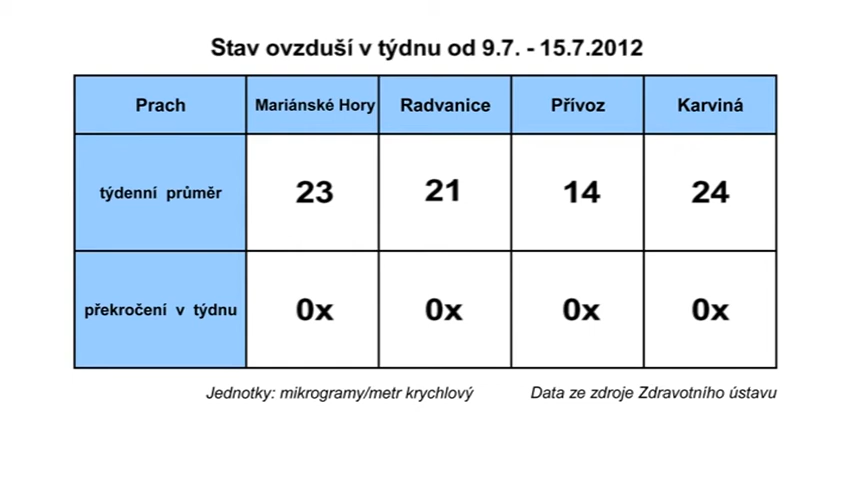 Stav ovzduší v týdnu od 9.7. - 15.7.2012
Prach Mariánské Hory Radvanice Přívoz Karviná
týdenní průměr 23 21 14 24
překročení v týdnu 0x 0x 0x 0x
Jednotky: mikrogramy/metr krychlový Data ze zdroje Zdravotního ústavu